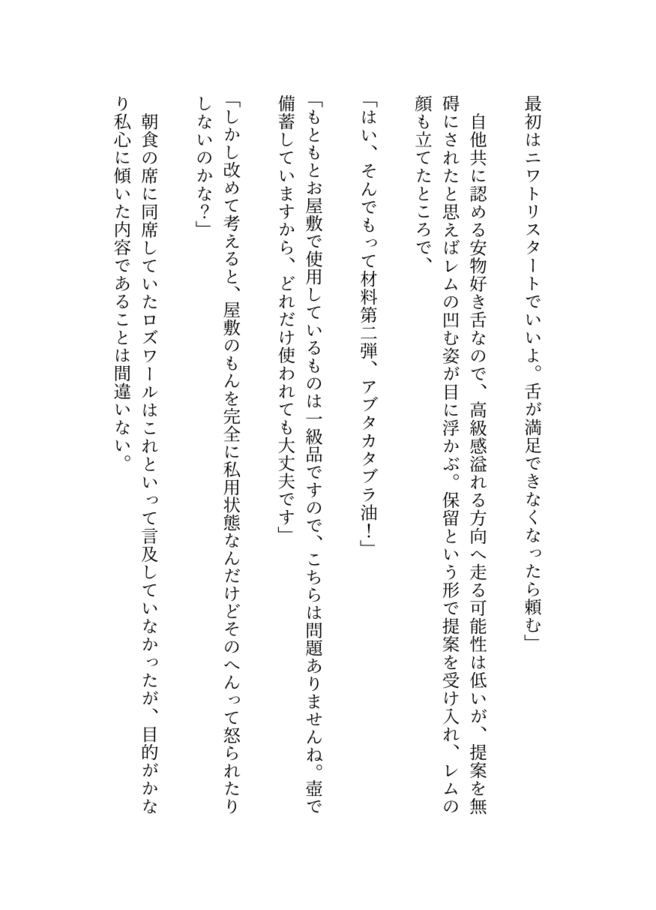 最初はニワトリスタートでいいよ。舌が満足できなくなったら頼む」
　自他共に認める安物好き舌なので、高級感溢れる方向へ走る可能性は低いが、提案を無
碍にされたと思えばレムの凹む姿が目に浮かぶ。保留という形で提案を受け入れ、レムの
顔も立てたところで、
「はい、そんでもって材料第二弾、アブタカタブラ油！」
「もともとお屋敷で使用しているものは一級品ですので、こちらは問題ありませんね。壺で
備蓄していますから、どれだけ使われても大丈夫です」
「しかし改めて考えると、屋敷のもんを完全に私用状態なんだけどそのへんって怒られたり
しないのかな？」
　朝食の席に同席していたロズワールはこれといって言及していなかったが、目的がかな
り私心に傾いた内容であることは間違いない。